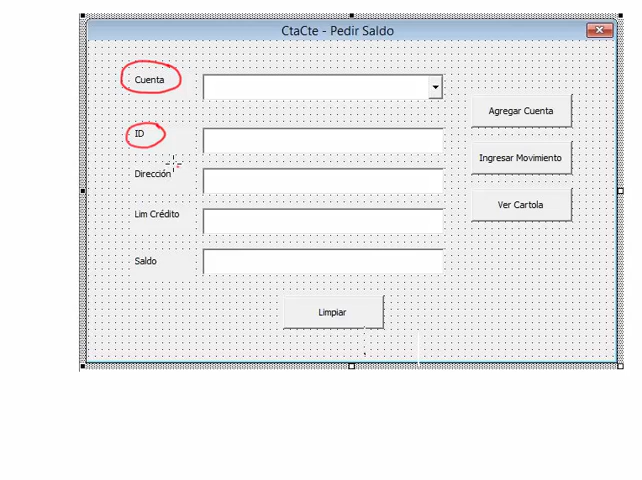 CtaCte - Pedir Saldo
Cuenta
Agregar Cuenta
ID
Ingresar Movimiento
Dirección
Ver Cartola
Lim Crédito
Saldo
Limpiar